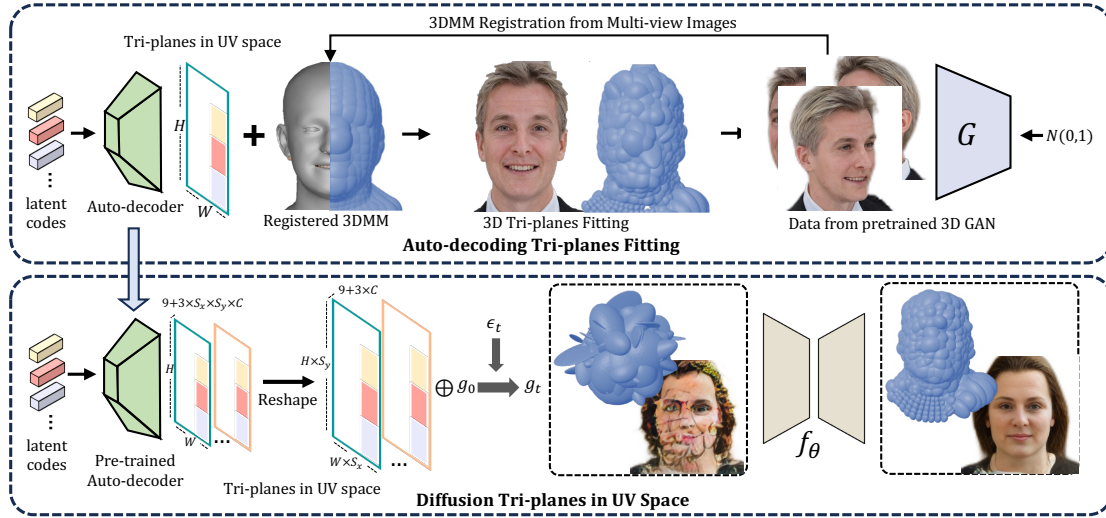 3DMM Registration from Multi-view Images
Tri-planes in UV space
H
W
G
N(0,1)
⋮
latent
codes
Auto-decoder
Registered 3DMM
3D Tri-planes Fitting
Data from pretrained 3D GAN
Auto-decoding Tri-planes Fitting
9+3×S_x×S_y×C
9+3×C
H
H×S_y
ϵ_t
Reshape
⊕ g_0
g_t
W
...
W×S_x
...
f_θ
⋮
latent
codes
Pre-trained
Auto-decoder
Tri-planes in UV space
Diffusion Tri-planes in UV Space